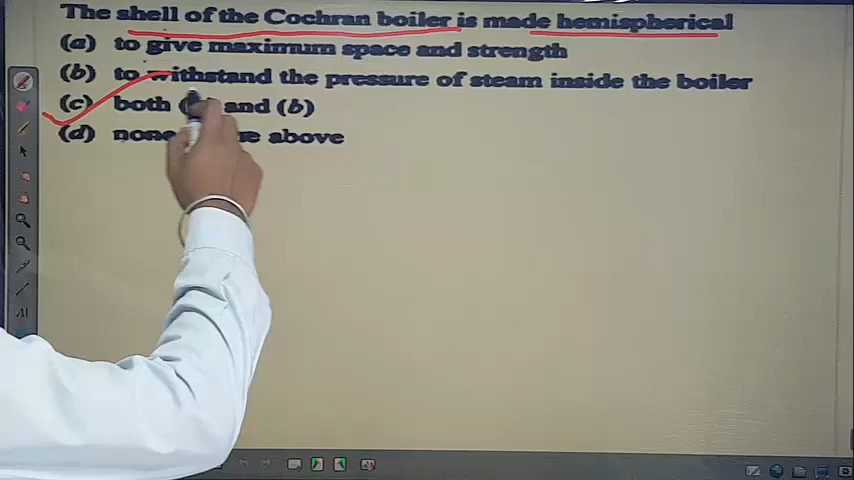 The shell of the Cochran boiler is made hemispherical
(a) to give maximum space and strength
(b) to withstand the pressure of steam inside the boiler
(c) both and (b)
(d) none above